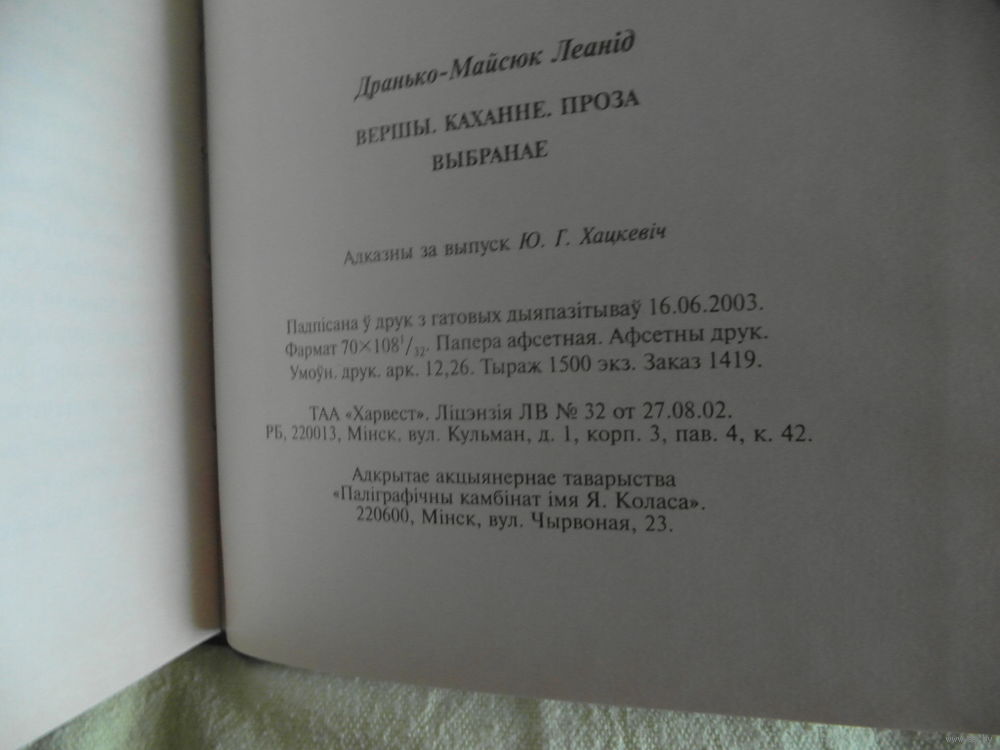 Дранько-Майсюк Леанід
ВЕРШЫ. КАХАННЕ. ПРОЗА
ВЫБРАНАЕ
Адказны за выпуск Ю. Г. Хацкевіч
Падпісана ў друк з гатовых дыяпазітываў 16.06.2003.
Фармат 70×108¹/₃₂. Папера афсетная. Афсетны друк.
Умоўн. друк. арк. 12,26. Тыраж 1500 экз. Заказ 1419.
ТАА «Харвест». Ліцэнзія ЛВ № 32 от 27.08.02.
РБ, 220013, Мінск, вул. Кульман, д. 1, корп. 3, пав. 4, к. 42.
Адкрытае акцыянернае таварыства
«Паліграфічны камбінат імя Я. Коласа».
220600, Мінск, вул. Чырвоная, 23.